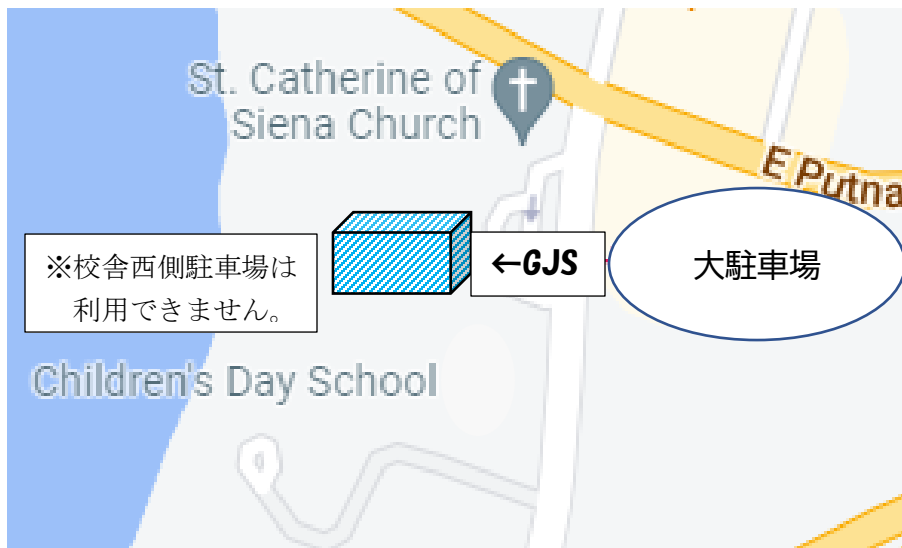 St. Catherine of
Siena Church
E Putna
※校舎西側駐車場は
利用できません。
←GJS
大駐車場
Children's Day School